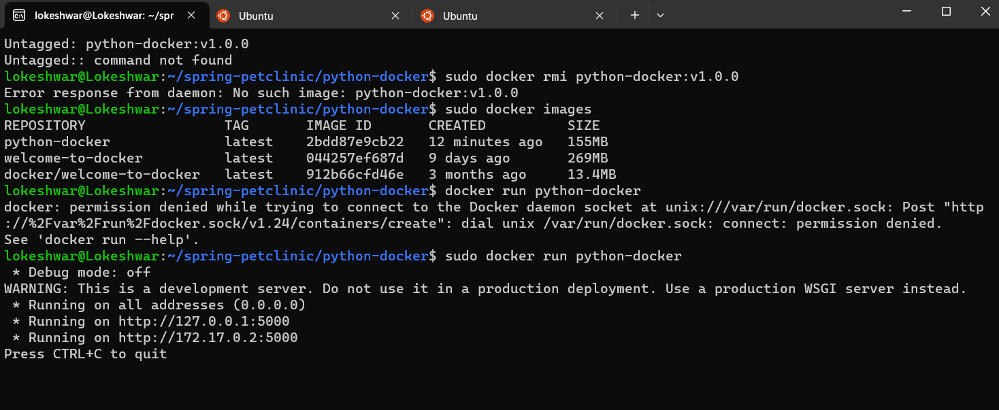 lokeshwar@Lokeshwar: ~/spr
Ubuntu
Ubuntu
Untagged: python-docker:v1.0.0
Untagged:: command not found
lokeshwar@Lokeshwar:~/spring-petclinic/python-docker$ sudo docker rmi python-docker:v1.0.0
Error response from daemon: No such image: python-docker:v1.0.0
lokeshwar@Lokeshwar:~/spring-petclinic/python-docker$ sudo docker images
REPOSITORY                 TAG       IMAGE ID       CREATED          SIZE
python-docker              latest    2bdd87e9cb22   12 minutes ago   155MB
welcome-to-docker          latest    044257ef687d   9 days ago       269MB
docker/welcome-to-docker   latest    912b66cfd46e   3 months ago     13.4MB
lokeshwar@Lokeshwar:~/spring-petclinic/python-docker$ docker run python-docker
docker: permission denied while trying to connect to the Docker daemon socket at unix:///var/run/docker.sock: Post "http
://%2Fvar%2Frun%2Fdocker.sock/v1.24/containers/create": dial unix /var/run/docker.sock: connect: permission denied.
See 'docker run --help'.
lokeshwar@Lokeshwar:~/spring-petclinic/python-docker$ sudo docker run python-docker
 * Debug mode: off
WARNING: This is a development server. Do not use it in a production deployment. Use a production WSGI server instead.
 * Running on all addresses (0.0.0.0)
 * Running on http://127.0.0.1:5000
 * Running on http://172.17.0.2:5000
Press CTRL+C to quit